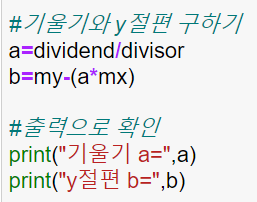 #기울기와 y절편 구하기
a=dividend/divisor
b=my-(a*mx)
#출력으로 확인
print("기울기 a=",a)
print("y절편 b=",b)